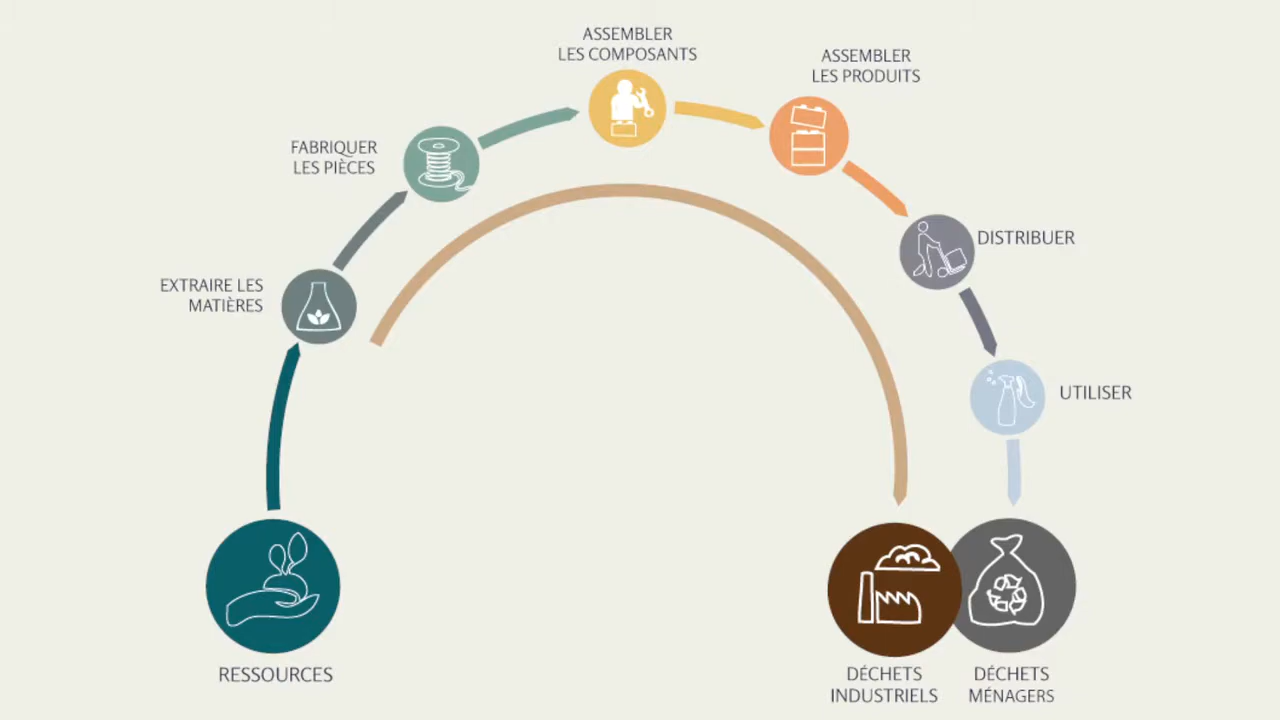 ASSEMBLER
LES COMPOSANTS
ASSEMBLER
LES PRODUITS
FABRIQUER
LES PIÈCES
DISTRIBUER
EXTRAIRE LES
MATIÈRES
UTILISER
RESSOURCES
DÉCHETS
INDUSTRIELS
DÉCHETS
MÉNAGERS